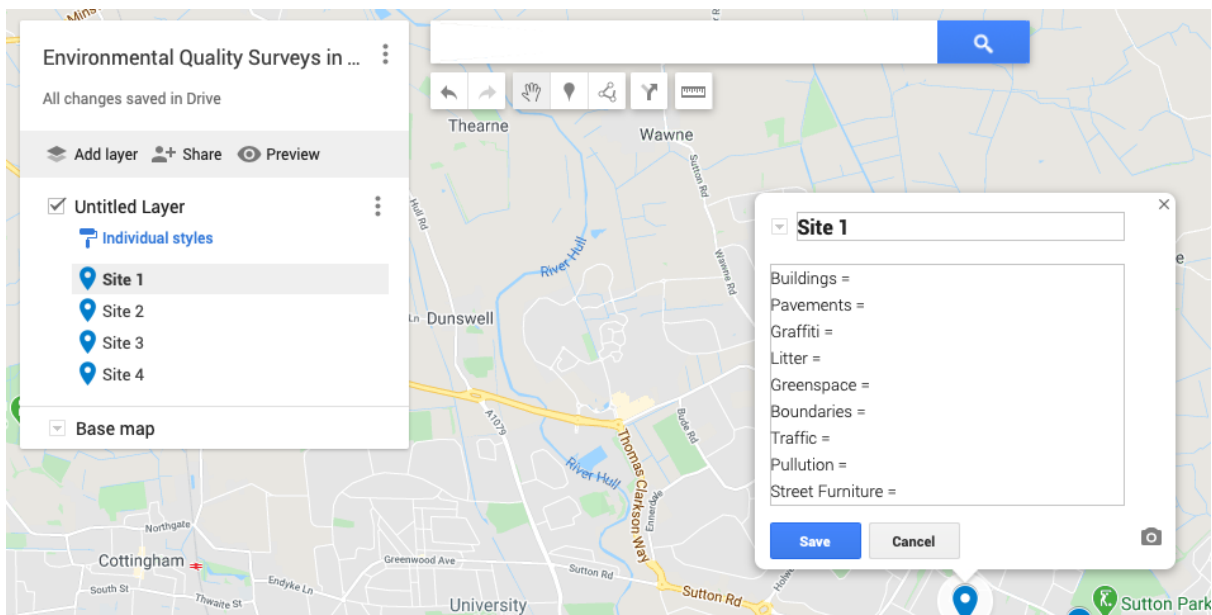 Environmental Quality Surveys in ...
All changes saved in Drive
Add layer
Share
Preview
Untitled Layer
Individual styles
Site 1
Site 2
Site 3
Site 4
Base map
Thearne
Wawne
Sutton Rd
Hull Rd
River Hull
Wawne Rd
Dunswell
Ln
A1079
Bude Rd
Thomas Clarkson Way
River Hull
Ennerdale
Northgate
Cottingham
South St
Thwaite St
Endyke Ln
Greenwood Ave
Sutton Rd
Sutton Rd
University
Sutton Park
Site 1
Buildings =
Pavements =
Graffiti =
Litter =
Greenspace =
Boundaries =
Traffic =
Pullution =
Street Furniture =
Save
Cancel